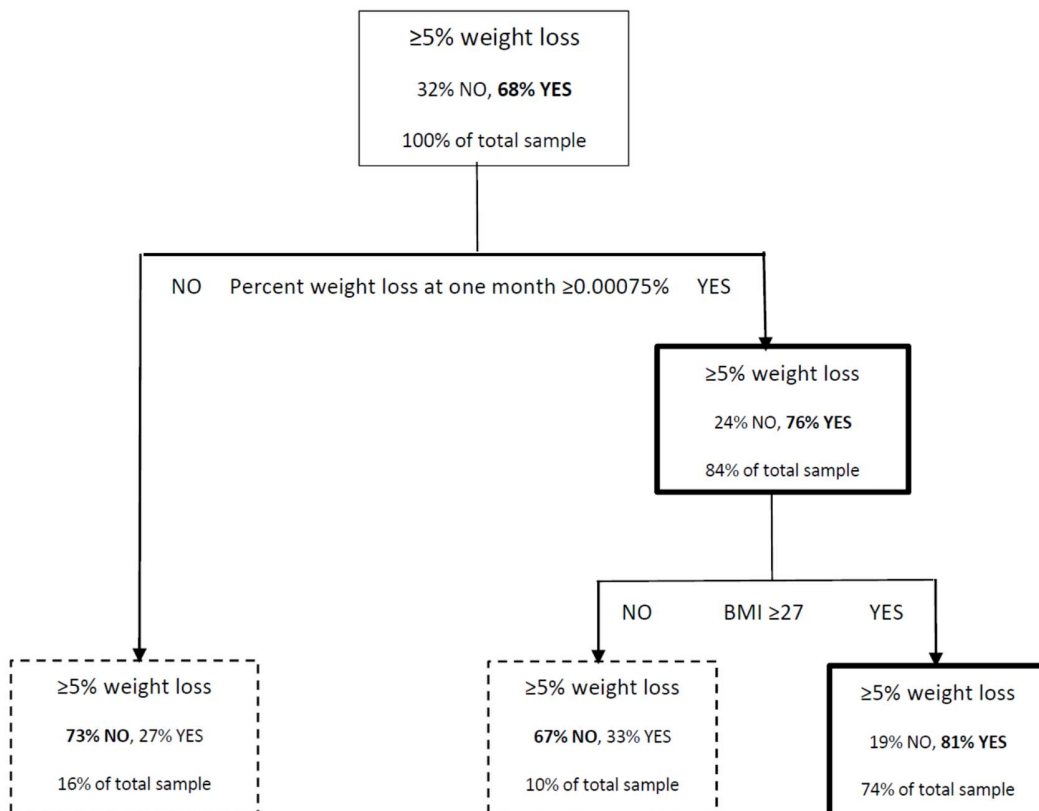 ≥5% weight loss
32% NO, 68% YES
100% of total sample
NO Percent weight loss at one month ≥0.00075% YES
≥5% weight loss
24% NO, 76% YES
84% of total sample
NO BMI ≥27 YES
≥5% weight loss
73% NO, 27% YES
16% of total sample
≥5% weight loss
67% NO, 33% YES
10% of total sample
≥5% weight loss
19% NO, 81% YES
74% of total sample